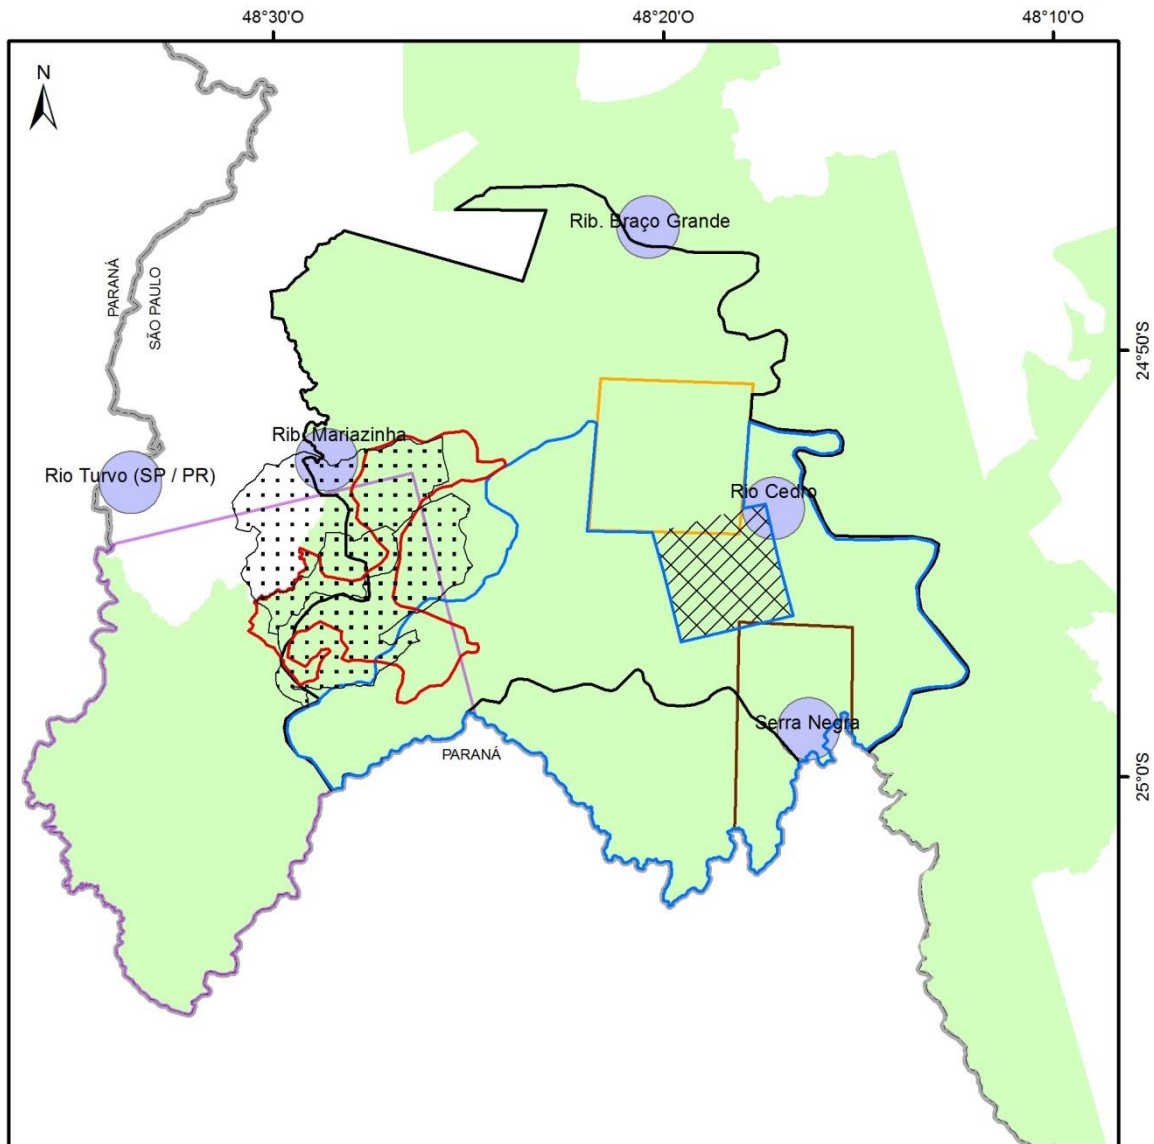 48°30'O
48°20'O
48°10'O
N
Rib. Braço Grande
PARANÁ
SÃO PAULO
24°50'S
Rib. Mariazinha
Rio Turvo (SP / PR)
Rio Cedro
Serra Negra
PARANÁ
25°0'S